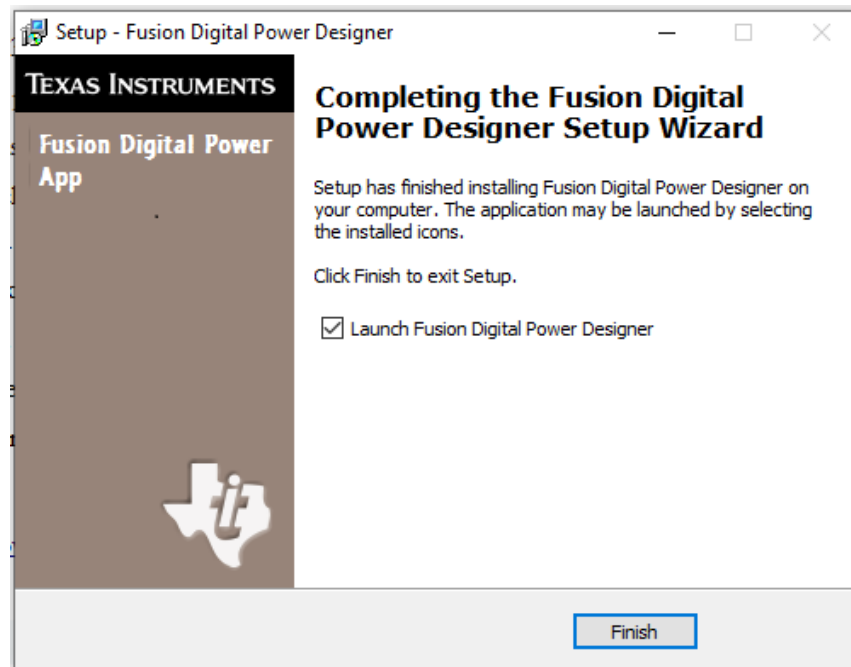 Setup - Fusion Digital Power Designer
TEXAS INSTRUMENTS
Fusion Digital Power
App
Completing the Fusion Digital
Power Designer Setup Wizard
Setup has finished installing Fusion Digital Power Designer on
your computer. The application may be launched by selecting
the installed icons.
Click Finish to exit Setup.
Launch Fusion Digital Power Designer
ti
Finish